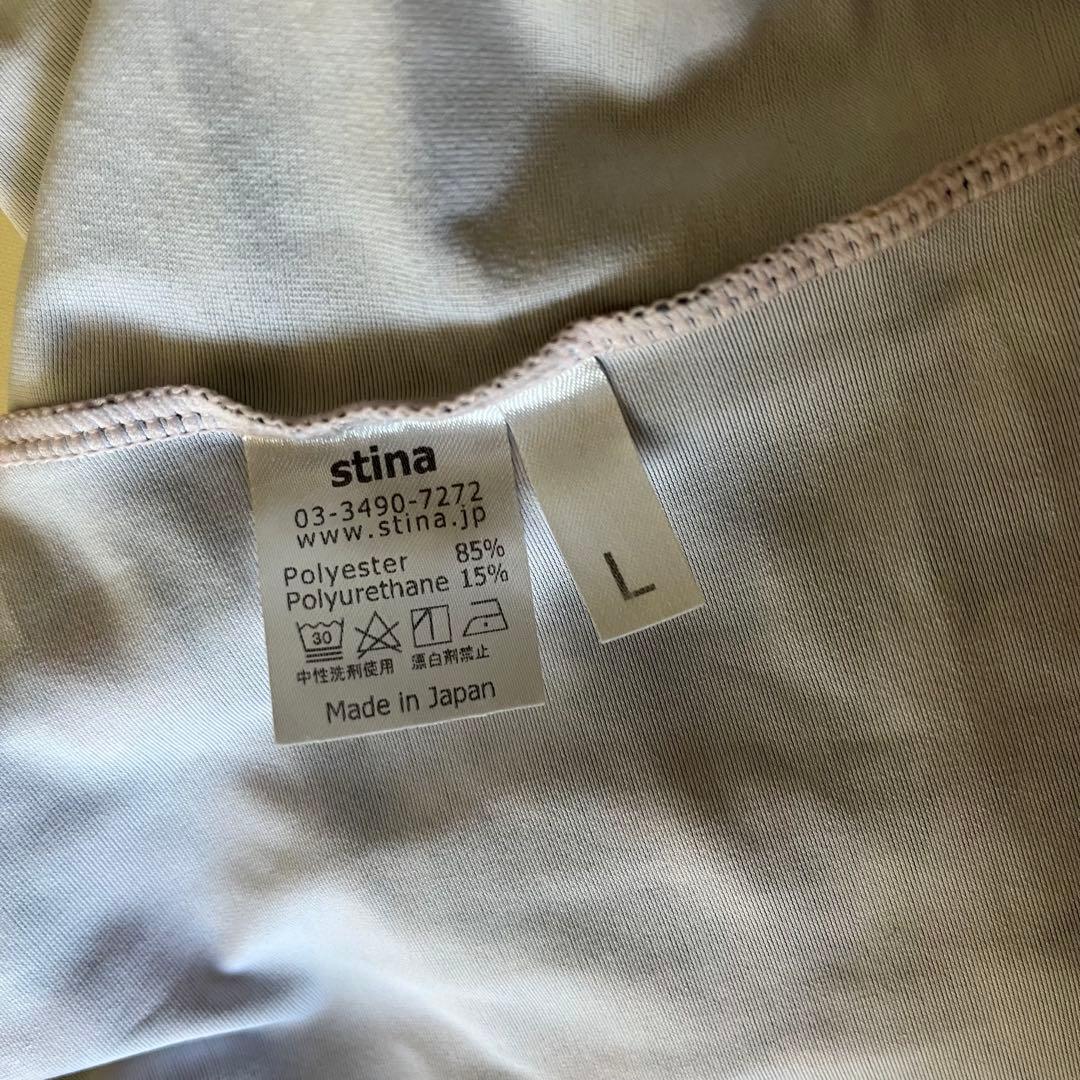 stina
03-3490-7272
www.stina.jp
Polyester 85%
Polyurethane 15%
30
中性洗剤使用 漂白剤禁止
Made in Japan
L